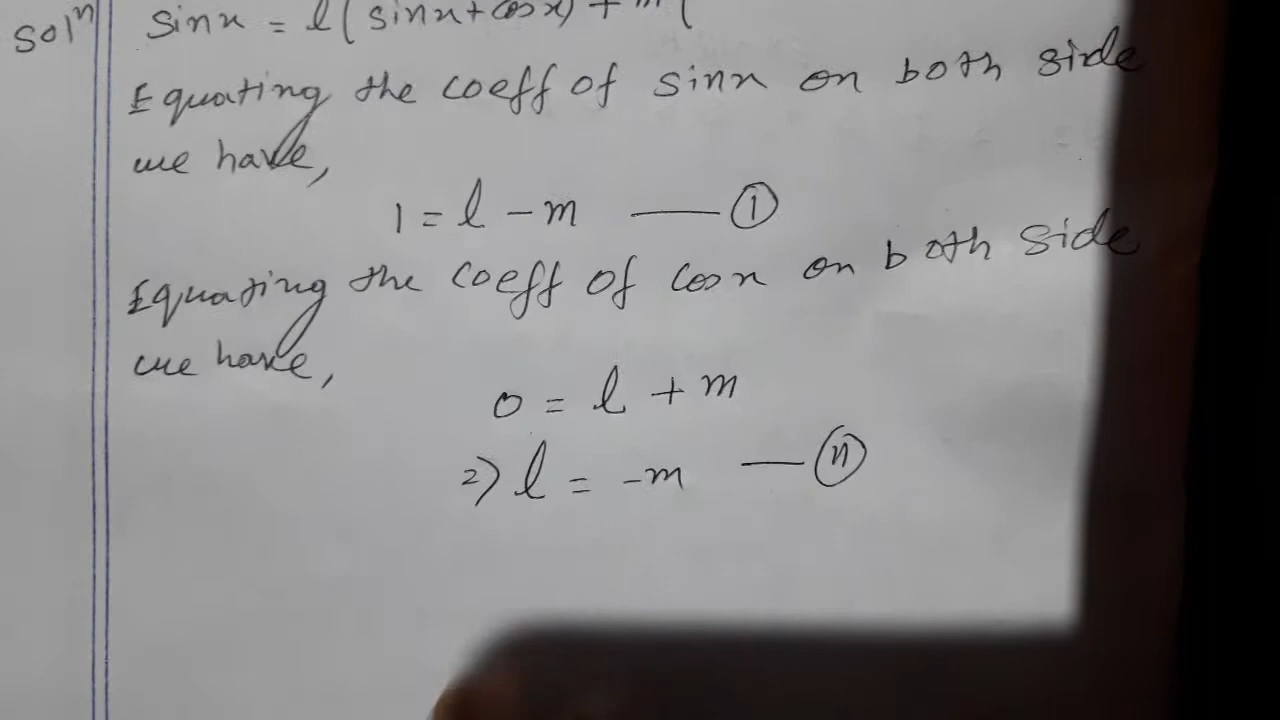 Solⁿ sinx = l(sinx+cosx) + m(
Equating the coeff of sinx on both side
we have,
1 = l - m —— ①
Equating the coeff of cosx on both side
we have,
0 = l + m
=) l = -m —— (11)